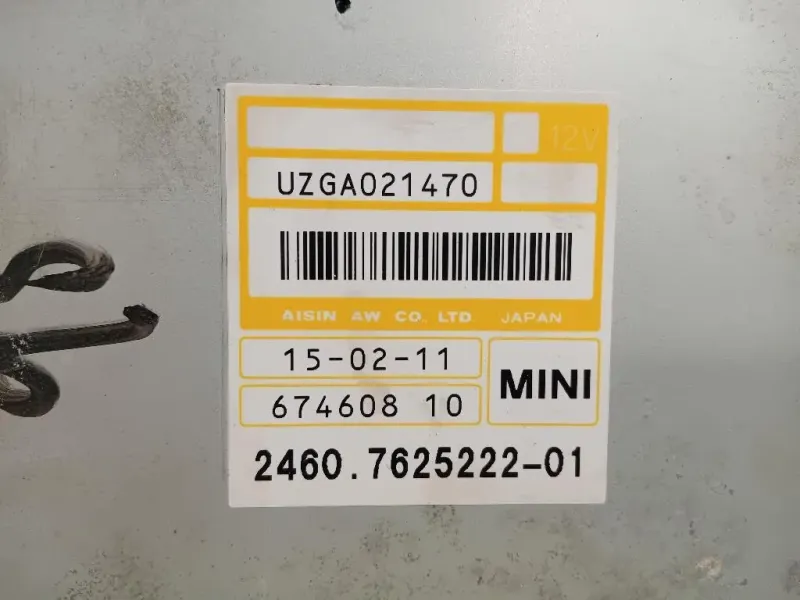 12V
UZGA021470
AISIN AW CO. LTD JAPAN
15-02-11
MINI
674608 10
2460.7625222-01